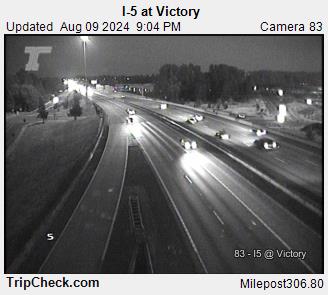 I-5 at Victory
Updated Aug 09 2024 9:04 PM Camera 83
T
S
83 - I5 @ Victory
TripCheck.com Milepost306.80